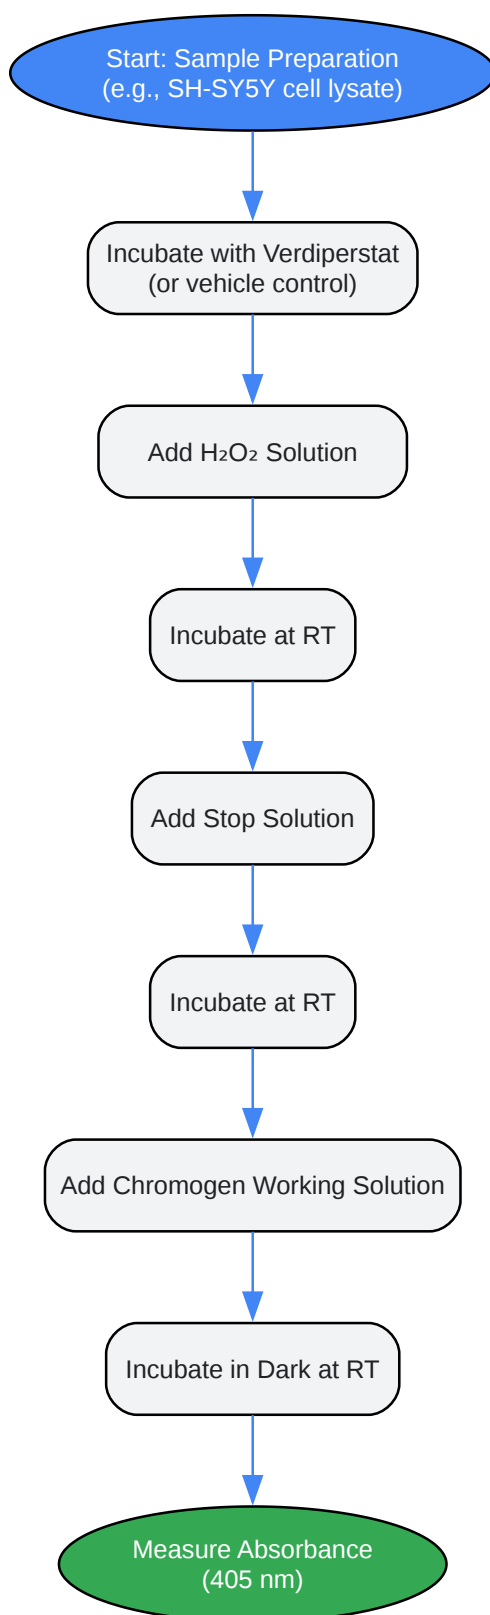 Start: Sample Preparation
(e.g., SH-SY5Y cell lysate)
Incubate with Verdiperstat
(or vehicle control)
Add H₂O₂ Solution
Incubate at RT
Add Stop Solution
Incubate at RT
Add Chromogen Working Solution
Incubate in Dark at RT
Measure Absorbance
(405 nm)